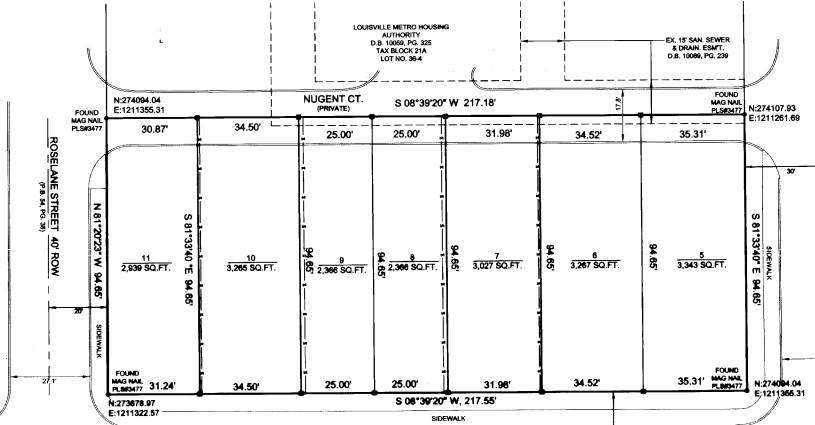 LOUISVILLE METRO HOUSING
AUTHORITY
D.B. 10059, PG. 325
TAX BLOCK 21A
LOT NO. 36-4
EX. 15' SAN. SEWER
& DRAIN. ESM'T.
D.B. 10089, PG. 239
N:274094.04
E:1211355.31
NUGENT CT.
(PRIVATE)
S 08°39'20" W 217.18'
17.8'
FOUND
MAG NAIL
PLS#3477
N:274107.93
E:1211261.69
FOUND
MAG NAIL
PLS#3477
30.87'
34.50'
25.00'
25.00'
31.98'
34.52'
35.31'
30'
ROSELANE STREET 40' ROW
(P.B. 54, PG. 38)
N 81°20'23" W 94.65'
S 81°33'40 "E 94.65'
94.65'
94.65'
94.65'
94.65'
94.65'
S 81°33'40" E 94.65'
SIDEWALK
11
2,939 SQ.FT.
10
3,265 SQ.FT.
9
2,366 SQ.FT.
8
2,366 SQ.FT.
7
3,027 SQ.FT.
6
3,267 SQ.FT.
5
3,343 SQ.FT.
20'
SIDEWALK
27.1'
FOUND
MAG NAIL
PLS#3477
31.24'
34.50'
25.00'
25.00'
31.98'
34.52'
35.31'
FOUND
MAG NAIL
PLS#3477
N:274094.04
E:1211355.31
N:273878.97
E:1211322.57
S 08°39'20" W, 217.55'
SIDEWALK